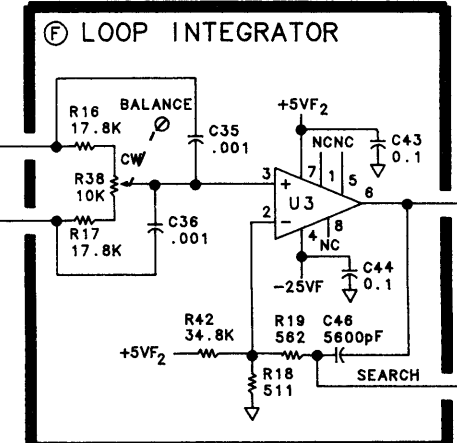 F LOOP INTEGRATOR
BALANCE
R16
17.8K
CW
C35
.001
+5VF2
NC NC
C43
0.1
R38
10K
3
+
7
1
5
6
U3
2
−
4
8
NC
R17
17.8K
C36
.001
-25VF
C44
0.1
R42
34.8K
R19
562
C46
5600pF
+5VF2
R18
511
SEARCH